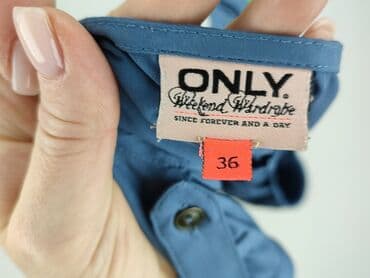 ONLY.
Weekend Wardrobe
SINCE FOREVER AND A DAY
36